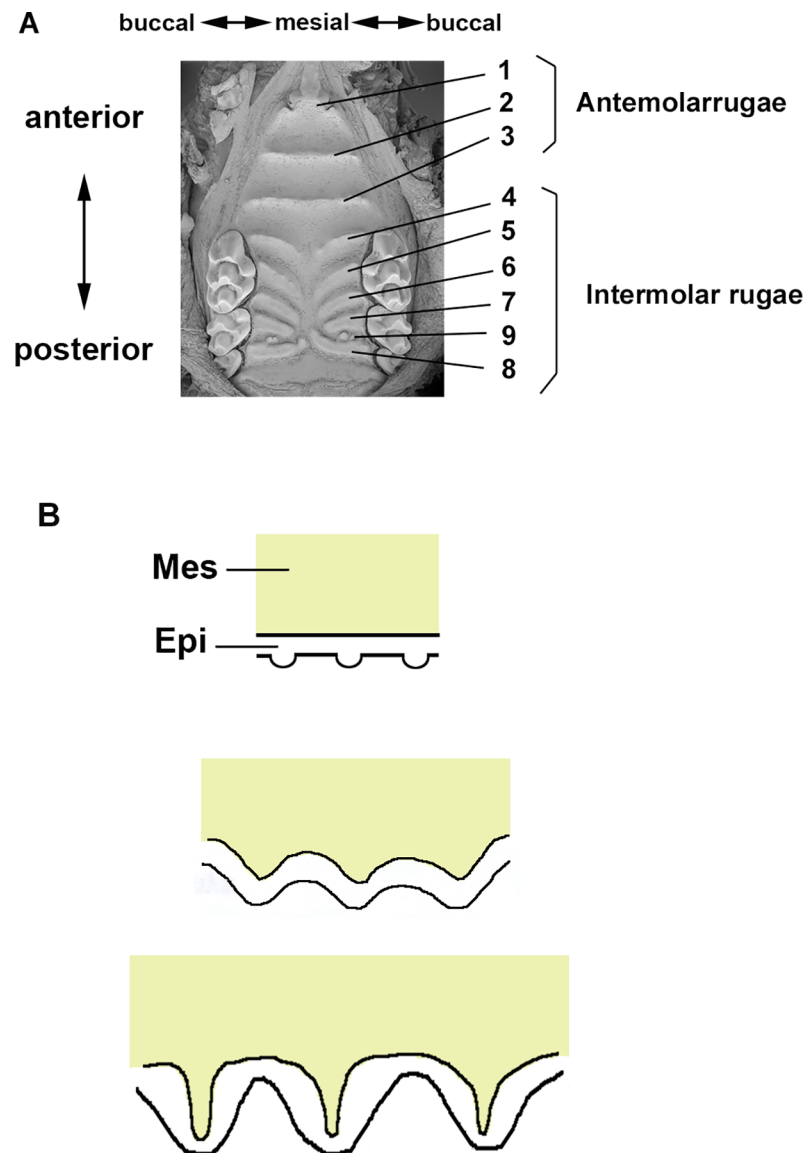 A
buccal mesial buccal
anterior
posterior
1
2
3
4
5
6
7
9
8
Antemolarrugae
Intermolar rugae
B
Mes
Epi